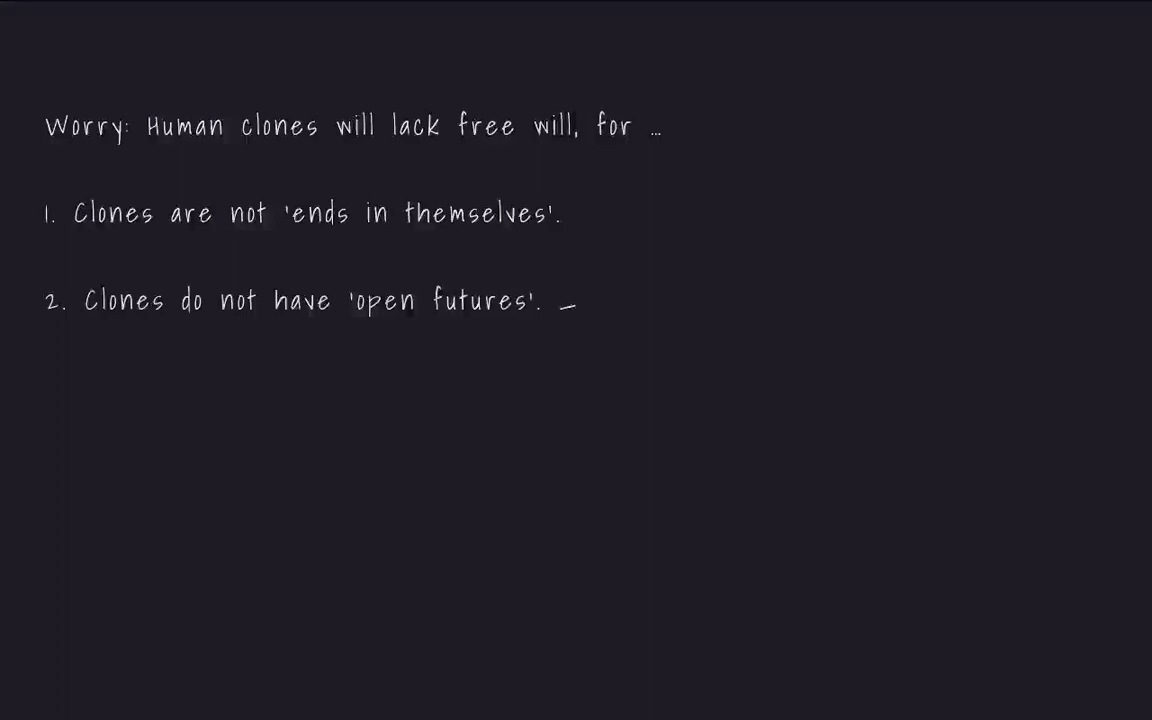 Worry: Human clones will lack free will, for …
1. Clones are not 'ends in themselves'.
2. Clones do not have 'open futures'. –